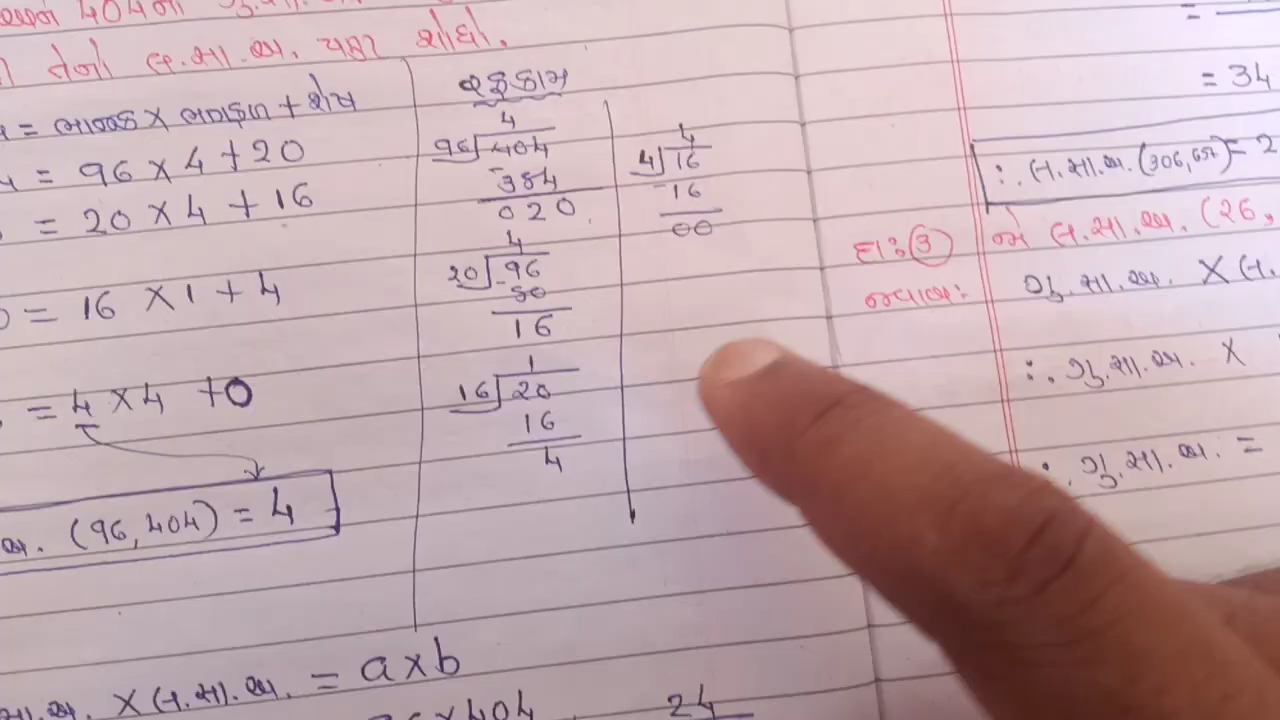 404ના ગુ.સા.અ.
તેનો લ.સા.અ. પણ શોધો.
= ભાજક × ભાગફળ + શેષ
= 96 × 4 + 20
= 20 × 4 + 16
= 16 × 1 + 4
= 4 × 4 + 0
અ. (96, 404) = 4
સા.અ. × લ.સા.અ. = a × b
× 404
24
રફકામ
4
96 404
- 384
020
4
20 96
- 80
16
1
16 20
16
4
4
4 16
- 16
00
=
= 34
∴ લ.સા.અ. (306, 657) = 2
દા: 3 જો લ.સા.અ. (26,
જવાબ: ગુ.સા.અ. × લ.
∴ ગુ.સા.અ. ×
∴ ગુ.સા.અ. =